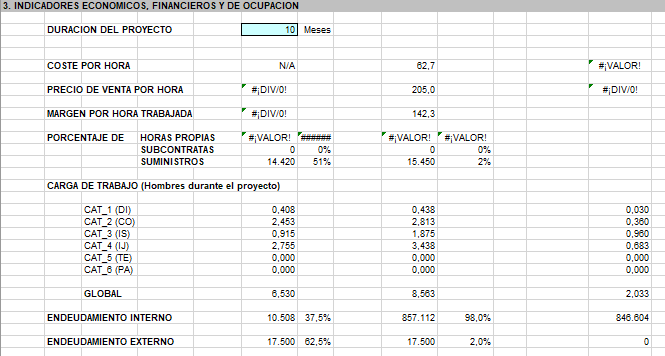 3. INDICADORES ECONOMICOS, FINANCIEROS Y DE OCUPACION
DURACION DEL PROYECTO 10 Meses
COSTE POR HORA N/A 62,7 #¡VALOR!
PRECIO DE VENTA POR HORA #¡DIV/0! 205,0 #¡DIV/0!
MARGEN POR HORA TRABAJADA #¡DIV/0! 142,3
PORCENTAJE DE HORAS PROPIAS #¡VALOR! ###### #¡VALOR! #¡VALOR!
SUBCONTRATAS 0 0% 0 0%
SUMINISTROS 14.420 51% 15.450 2%
CARGA DE TRABAJO (Hombres durante el proyecto)
CAT_1 (DI) 0,408 0,438 0,030
CAT_2 (CO) 2,453 2,813 0,360
CAT_3 (IS) 0,915 1,875 0,960
CAT_4 (IJ) 2,755 3,438 0,683
CAT_5 (TE) 0,000 0,000 0,000
CAT_6 (PA) 0,000 0,000 0,000
GLOBAL 6,530 8,563 2,033
ENDEUDAMIENTO INTERNO 10.508 37,5% 857.112 98,0% 846.604
ENDEUDAMIENTO EXTERNO 17.500 62,5% 17.500 2,0% 0